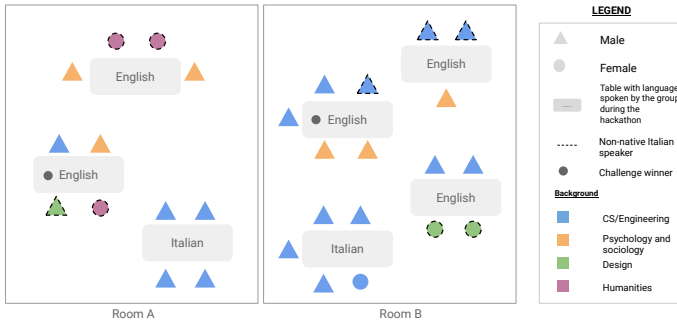 English
English
Italian
Room A
English
English
English
Italian
Room B
LEGEND
Male
Female
Table with language
spoken by the group
during the
hackathon
Non-native Italian
speaker
Challenge winner
Background
CS/Engineering
Psychology and
sociology
Design
Humanities